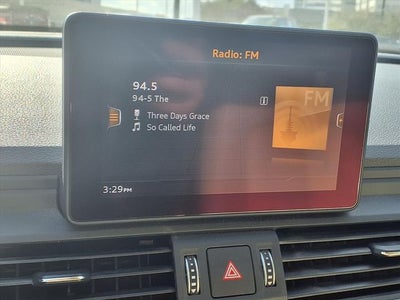 Radio: FM
94.5
94-5 The
FM
Three Days Grace
So Called Life
3:29PM